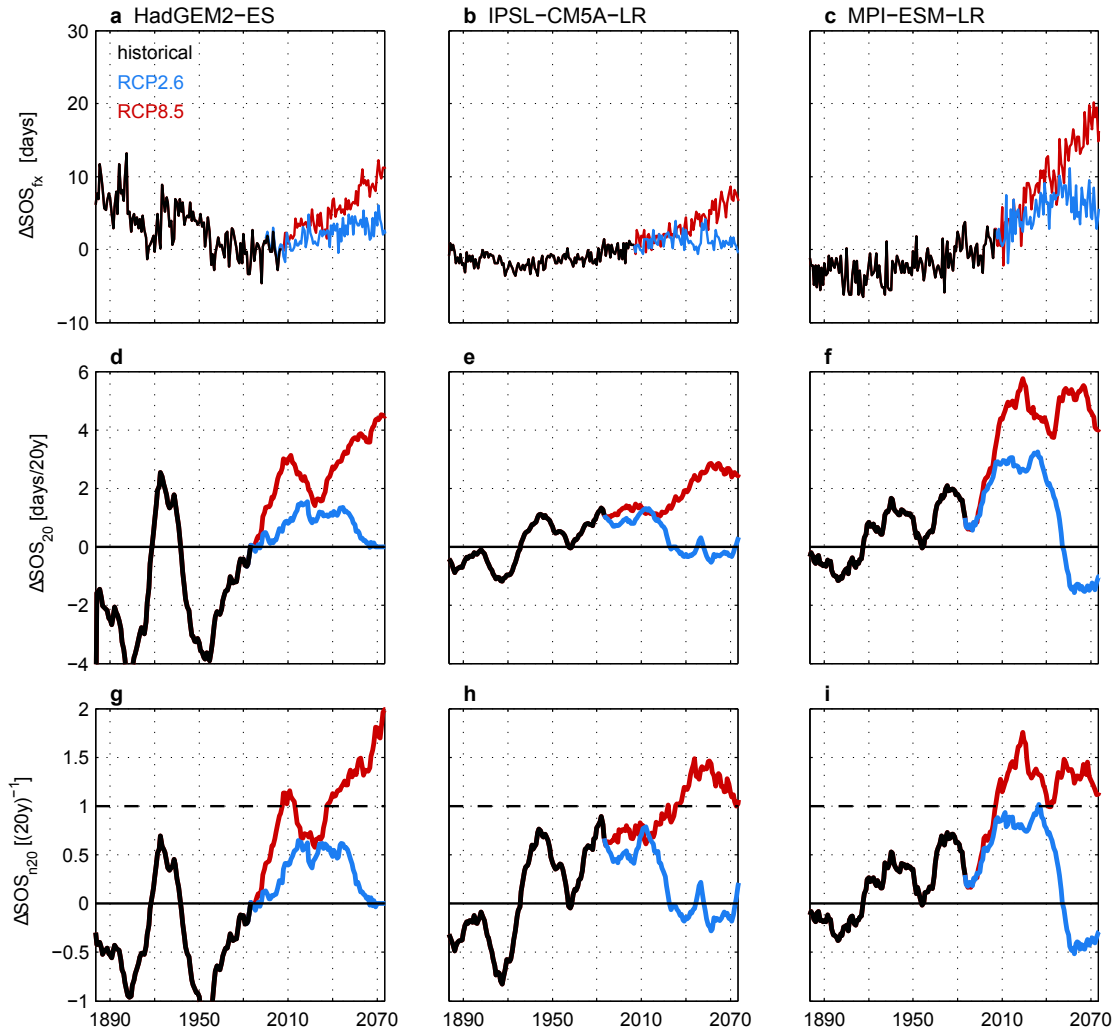 a HadGEM2−ES
b IPSL−CM5A−LR
c MPI−ESM−LR
historical
RCP2.6
RCP8.5
ΔSOS_fx [days]
30
20
10
0
−10
d
e
f
ΔSOS_20 [days/20y]
6
4
2
0
−2
−4
g
h
i
ΔSOS_n20 [(20y)^−1]
2
1.5
1
0.5
0
−0.5
−1
1890 1950 2010 2070
1890 1950 2010 2070
1890 1950 2010 2070